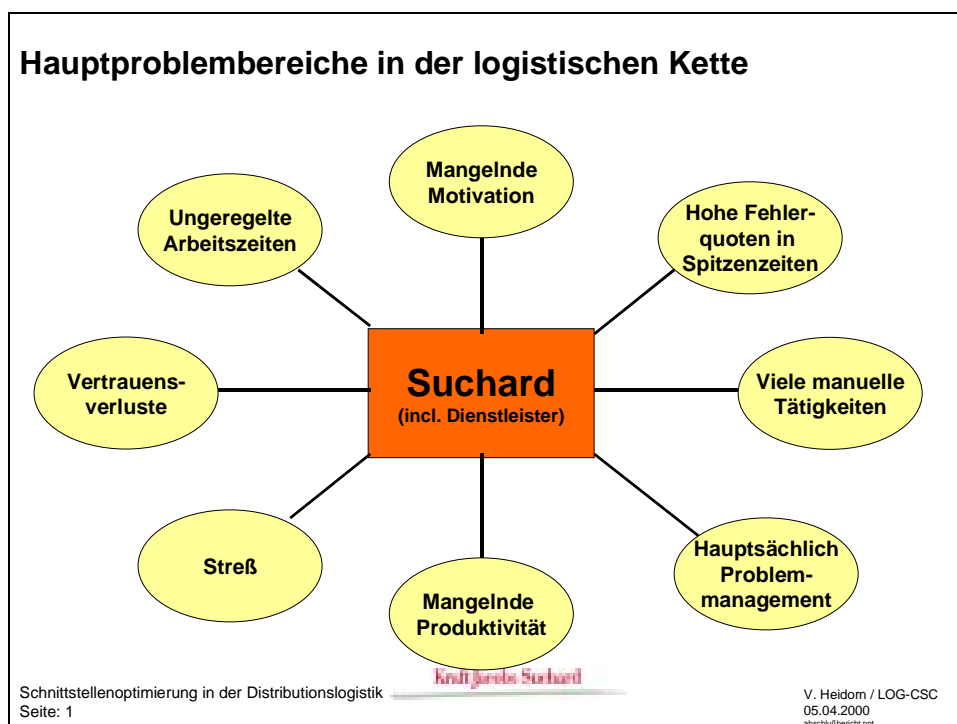 Hauptproblembereiche in der logistischen Kette
Mangelnde
Motivation
Ungeregelte
Arbeitszeiten
Hohe Fehler-
quoten in
Spitzenzeiten
Vertrauens-
verluste
Suchard
(incl. Dienstleister)
Viele manuelle
Tätigkeiten
Streß
Mangelnde
Produktivität
Hauptsächlich
Problem-
management
Kraft Jacobs Suchard
Schnittstellenoptimierung in der Distributionslogistik
Seite: 1
V. Heidorn / LOG-CSC
05.04.2000
abschlußbericht.ppt